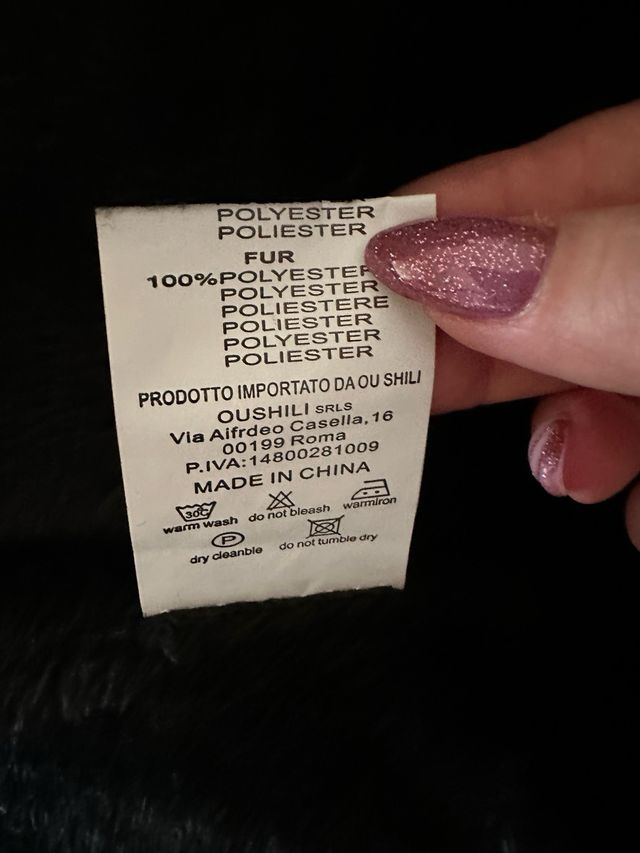 POLYESTER
POLIESTER
FUR
100%POLYESTER
POLYESTER
POLIESTERE
POLIESTER
POLYESTER
POLIESTER
PRODOTTO IMPORTATO DA OU SHILI
OUSHILI SRLS
Via Aifrdeo Casella, 16
00199 Roma
P.IVA:14800281009
MADE IN CHINA
30C
warm wash do not bleash warmiron
P
dry cleanble do not tumble dry